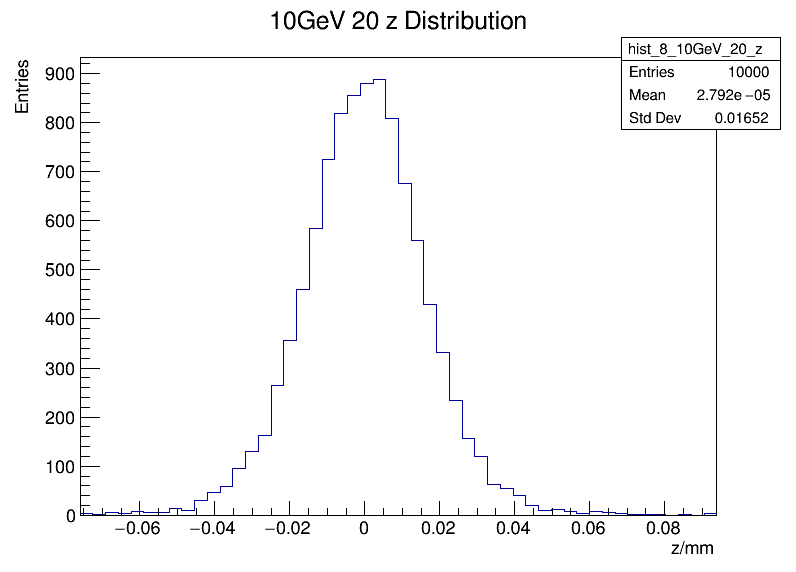 10GeV 20 z Distribution
hist_8_10GeV_20_z
Entries 10000
Mean 2.792e−05
Std Dev 0.01652
Entries
900
800
700
600
500
400
300
200
100
0
−0.06 −0.04 −0.02 0 0.02 0.04 0.06 0.08
z/mm